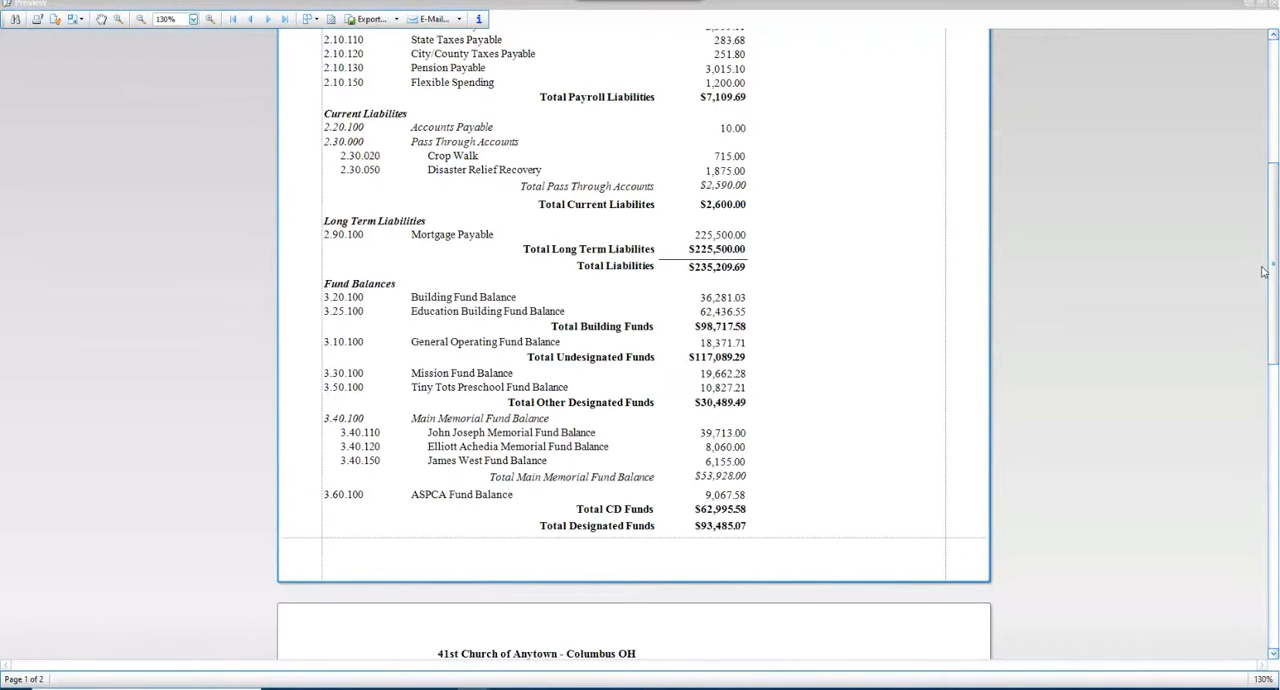 Preview
130%
Export...
E-Mail...
2.10.110 State Taxes Payable 283.68
2.10.120 City/County Taxes Payable 251.80
2.10.130 Pension Payable 3,015.10
2.10.150 Flexible Spending 1,200.00
Total Payroll Liabilities $7,109.69
Current Liabilites
2.20.100 Accounts Payable 10.00
2.30.000 Pass Through Accounts
2.30.020 Crop Walk 715.00
2.30.050 Disaster Relief Recovery 1,875.00
Total Pass Through Accounts $2,590.00
Total Current Liabilites $2,600.00
Long Term Liabilities
2.90.100 Mortgage Payable 225,500.00
Total Long Term Liabilites $225,500.00
Total Liabilities $235,209.69
Fund Balances
3.20.100 Building Fund Balance 36,281.03
3.25.100 Education Building Fund Balance 62,436.55
Total Building Funds $98,717.58
3.10.100 General Operating Fund Balance 18,371.71
Total Undesignated Funds $117,089.29
3.30.100 Mission Fund Balance 19,662.28
3.50.100 Tiny Tots Preschool Fund Balance 10,827.21
Total Other Designated Funds $30,489.49
3.40.100 Main Memorial Fund Balance
3.40.110 John Joseph Memorial Fund Balance 39,713.00
3.40.120 Elliott Achedia Memorial Fund Balance 8,060.00
3.40.150 James West Fund Balance 6,155.00
Total Main Memorial Fund Balance $53,928.00
3.60.100 ASPCA Fund Balance 9,067.58
Total CD Funds $62,995.58
Total Designated Funds $93,485.07
41st Church of Anytown - Columbus OH
Page 1 of 2 130%